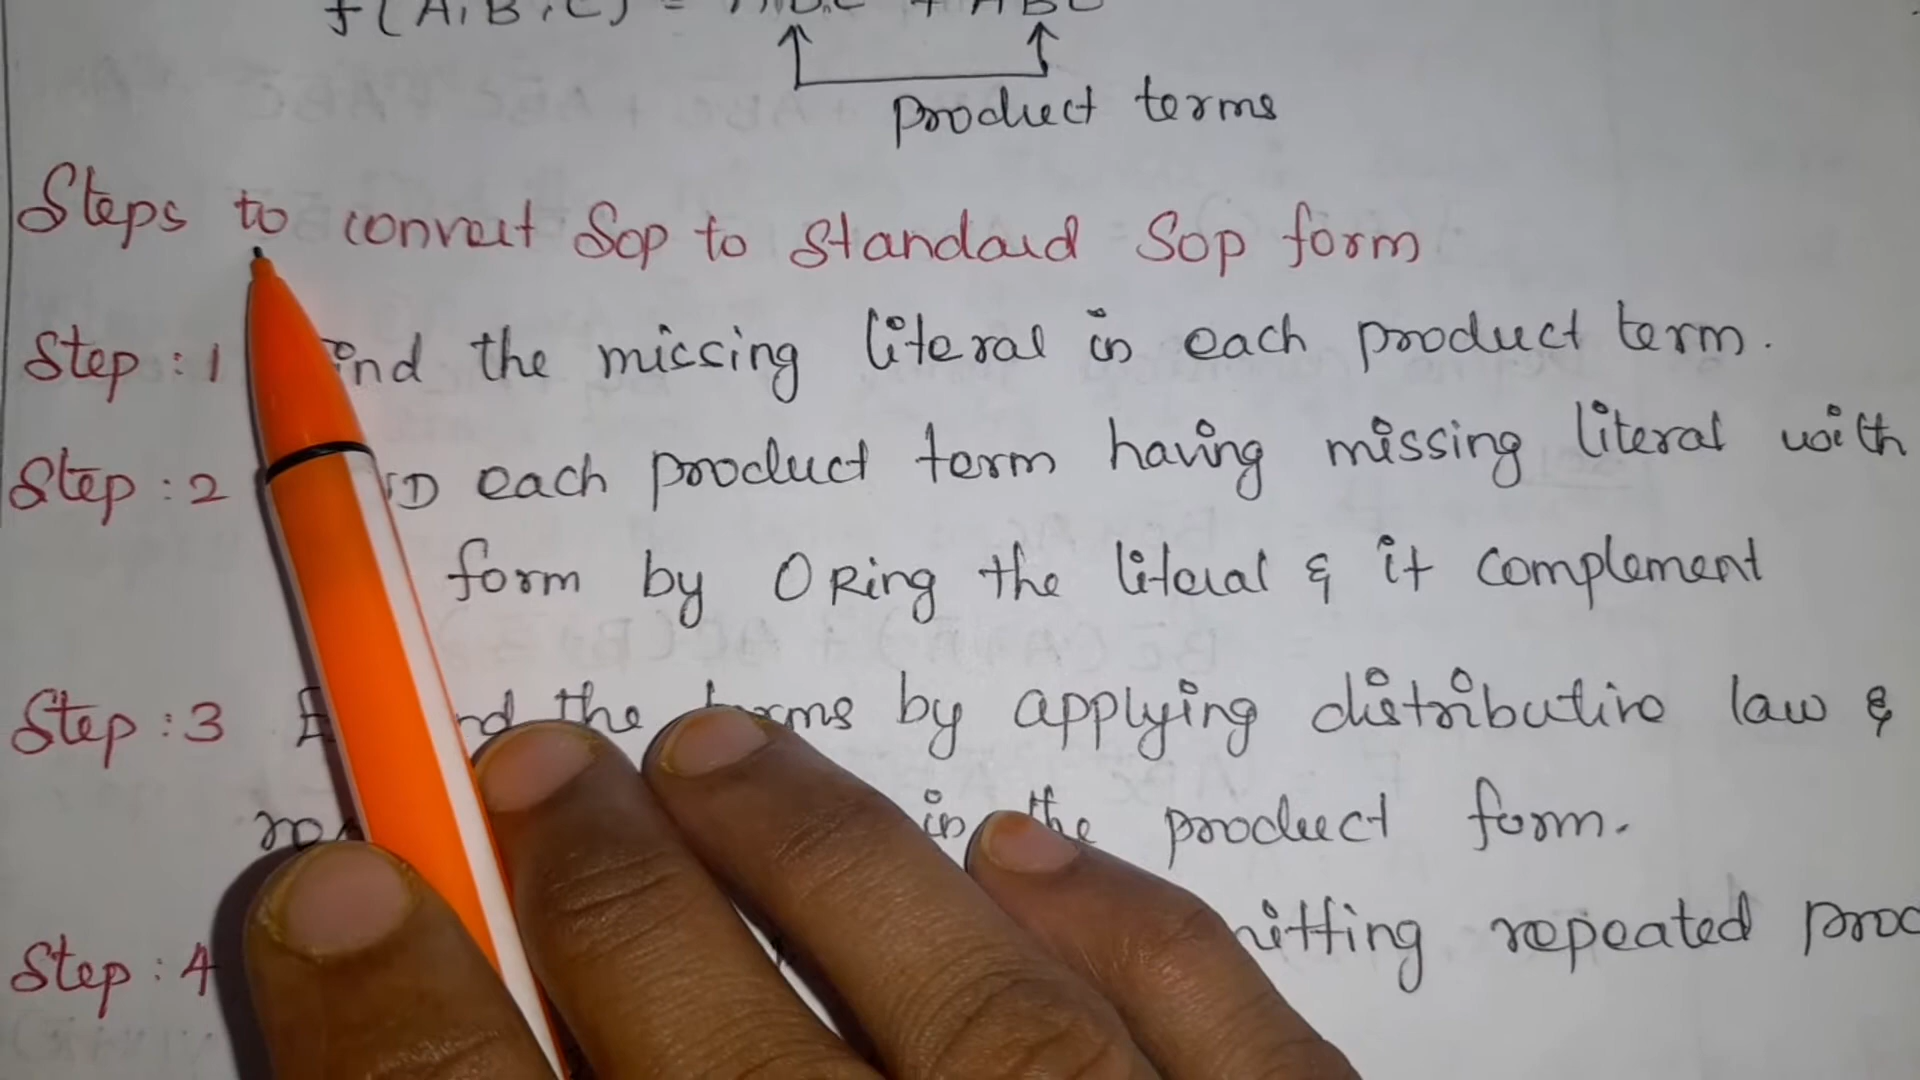 f(A,B,C) =
product terms
Steps to convert Sop to Standard Sop form
Step:1 the missing literal in each product term.
Step:2 each product term having missing literal with
form by ORing the literal & it complement
Step:3 the terms by applying distributive law &
in the product form.
Step:4 repeated